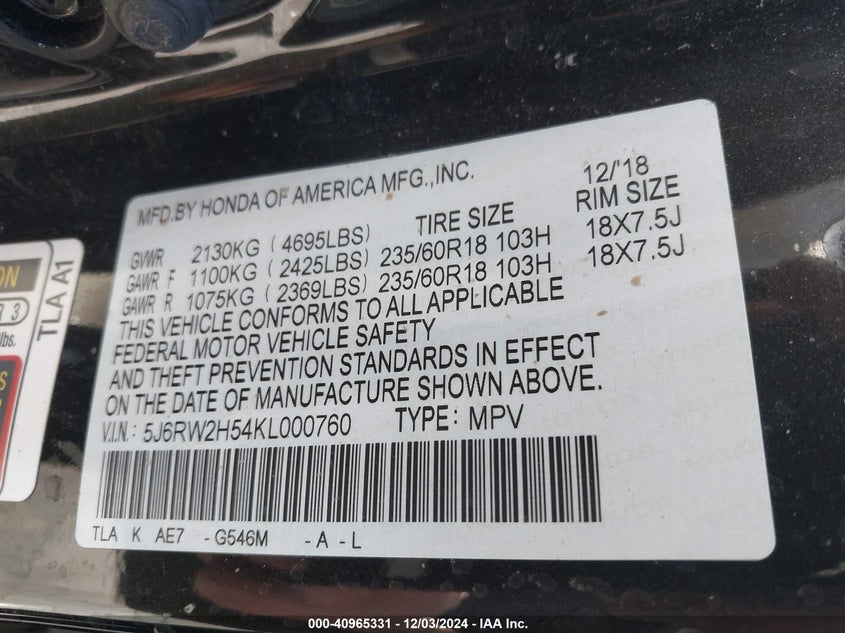 MFD.BY HONDA OF AMERICA MFG.,INC. 12/'18
TIRE SIZE RIM SIZE
GVWR 2130KG ( 4695LBS)
GAWR F 1100KG ( 2425LBS) 235/60R18 103H 18X7.5J
GAWR R 1075KG ( 2369LBS) 235/60R18 103H 18X7.5J
THIS VEHICLE CONFORMS TO ALL APPLICABLE
FEDERAL MOTOR VEHICLE SAFETY
AND THEFT PREVENTION STANDARDS IN EFFECT
ON THE DATE OF MANUFACTURE SHOWN ABOVE.
V.I.N.: 5J6RW2H54KL000760 TYPE: MPV
TLA K AE7 -G546M -A -L
TLA A1
3
lbs.
000-40965331 - 12/03/2024 - IAA Inc.